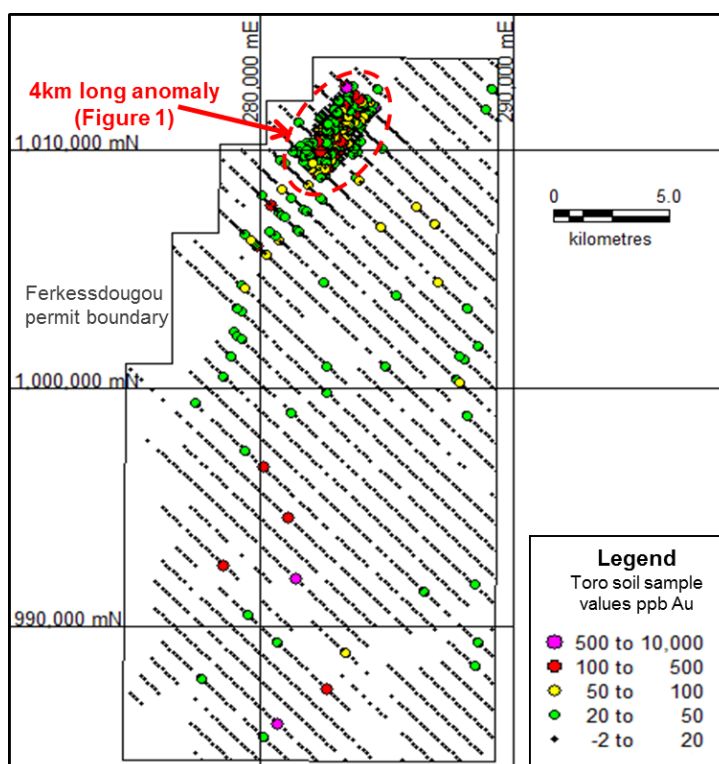 280,000 mE
290,000 mE
4km long anomaly
(Figure 1)
1,010,000 mN
0 5.0
kilometres
Ferkessdougou
permit boundary
1,000,000 mN
990,000 mN
Legend
Toro soil sample
values ppb Au
500 to 10,000
100 to 500
50 to 100
20 to 50
-2 to 20